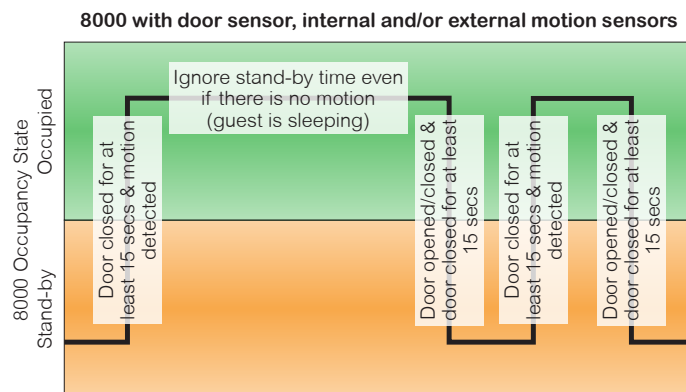 8000 with door sensor, internal and/or external motion sensors
8000 Occupancy State
Occupied
Stand-by
Ignore stand-by time even
if there is no motion
(guest is sleeping)
Door closed for at
least 15 secs & motion
detected
Door opened/closed &
door closed for at least
15 secs
Door closed for at
least 15 secs & motion
detected
Door opened/closed &
door closed for at least
15 secs